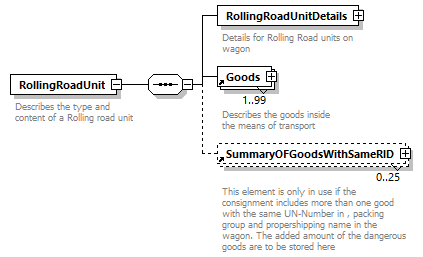 RollingRoadUnitDetails
Details for Rolling Road units on
wagon
RollingRoadUnit
Describes the type and
content of a Rolling road unit
Goods
1..99
Describes the goods inside
the means of transport
SummaryOFGoodsWithSameRID
0..25
This element is only in use if the
consignment includes more than one good
with the same UN-Number in , packing
group and propershipping name in the
wagon. The added amount of the dangerous
goods are to be stored here